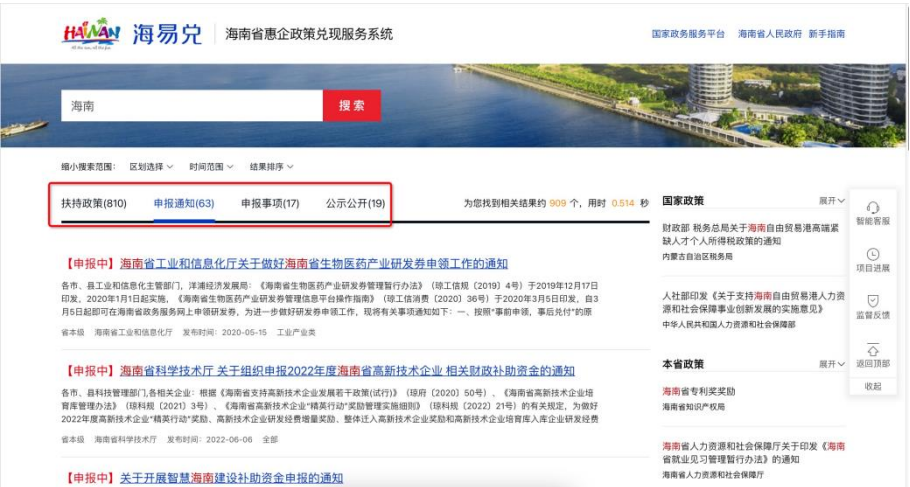 HAINAN 海易兑 海南省惠企政策兑现服务系统 国家政务服务平台 海南省人民政府 新手指南
海南 搜索
缩小搜索范围： 区划选择 时间范围 结果排序
扶持政策(810) 申报通知(63) 申报事项(17) 公示公开(19) 为您找到相关结果约 909 个，用时 0.514 秒
【申报中】海南省工业和信息化厅关于做好海南省生物医药产业研发券申领工作的通知
各市、县工业和信息化主管部门，洋浦经济发展局：《海南省生物医药产业研发券管理暂行办法》（琼工信规〔2019〕4号）于2019年12月17日
印发，2020年1月1日起实施，《海南省生物医药产业研发券管理信息平台操作指南》（琼工信消费〔2020〕36号）于2020年3月5日印发，自3
月5日起即可在海南省政务服务网上申领研发券，为进一步做好研发券申领工作，现将有关事项通知如下：一、按照“事前申领，事后兑付”的原
省本级 海南省工业和信息化厅 发布时间：2020-05-15 工业产业类
【申报中】海南省科学技术厅 关于组织申报2022年度海南省高新技术企业 相关财政补助资金的通知
各市、县科技管理部门,各相关企业：根据《海南省支持高新技术企业发展若干政策(试行)》（琼府〔2020〕50号）、《海南省高新技术企业培
育库管理办法》（琼科规〔2021〕3号）、《海南省高新技术企业“精英行动”奖励管理实施细则》（琼科规〔2022〕21号）的有关规定，为做好
2022年度高新技术企业“精英行动”奖励、高新技术企业研发经费增量奖励、整体迁入高新技术企业奖励和高新技术企业培育库入库企业研发经费
省本级 海南省科学技术厅 发布时间：2022-06-06 全部
【申报中】关于开展智慧海南建设补助资金申报的通知
国家政策 展开
财政部 税务总局关于海南自由贸易港高端紧
缺人才个人所得税政策的通知
内蒙古自治区税务局
人社部印发《关于支持海南自由贸易港人力资
源和社会保障事业创新发展的实施意见》
中华人民共和国人力资源和社会保障部
本省政策 展开
海南省专利奖奖励
海南省知识产权局
海南省人力资源和社会保障厅关于印发《海南
省就业见习管理暂行办法》的通知
海南省人力资源和社会保障厅
智能客服
项目进展
监督反馈
返回顶部
收起